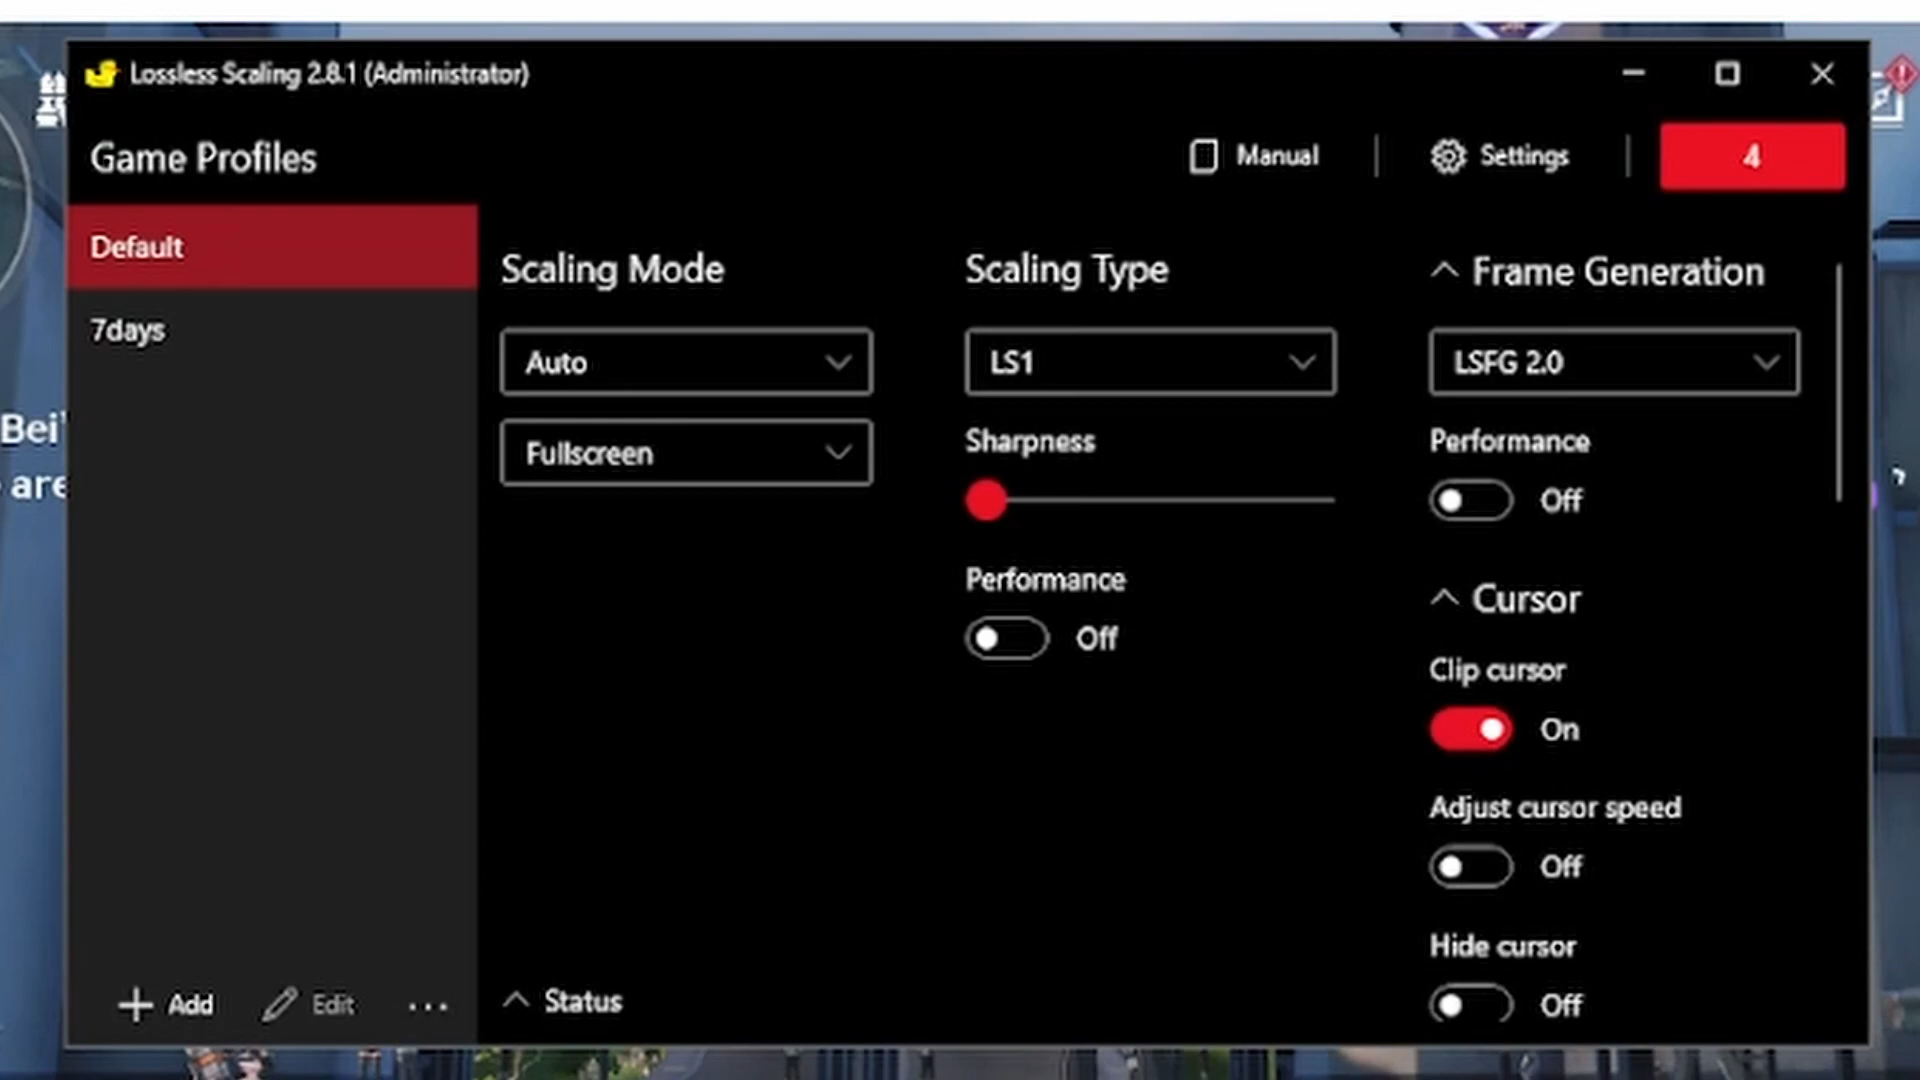 Lossless Scaling 2.8.1 (Administrator)
Game Profiles
Manual
Settings
4
Default
7days
Scaling Mode
Auto
Fullscreen
Scaling Type
LS1
Sharpness
Performance
Off
Frame Generation
LSFG 2.0
Performance
Off
Cursor
Clip cursor
On
Adjust cursor speed
Off
Hide cursor
Off
Add
Edit
...
Status
Bei'
are